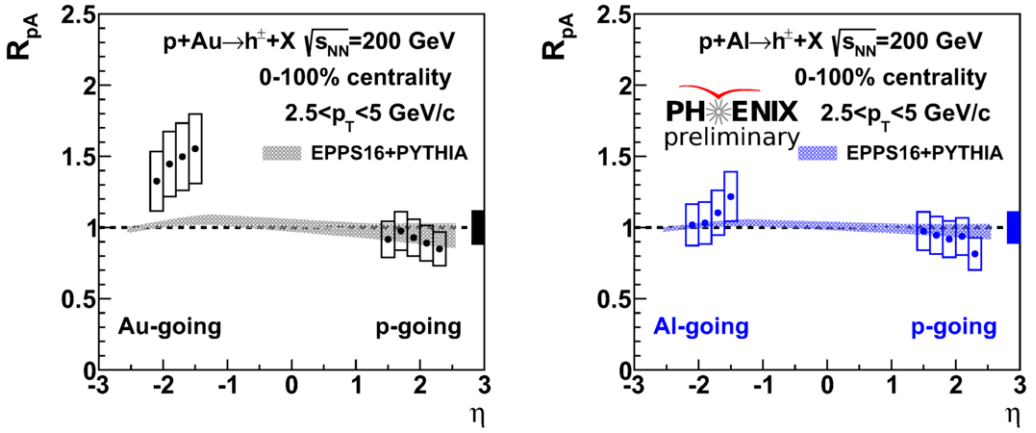 R_pA
p+Au→h±+X √s_NN=200 GeV
0-100% centrality
2.5<p_T<5 GeV/c
EPPS16+PYTHIA
Au-going
p-going
2.5
2
1.5
1
0.5
0
-3 -2 -1 0 1 2 3
η
R_pA
p+Al→h±+X √s_NN=200 GeV
0-100% centrality
PHENIX
preliminary
2.5<p_T<5 GeV/c
EPPS16+PYTHIA
Al-going
p-going
2.5
2
1.5
1
0.5
0
-3 -2 -1 0 1 2 3
η